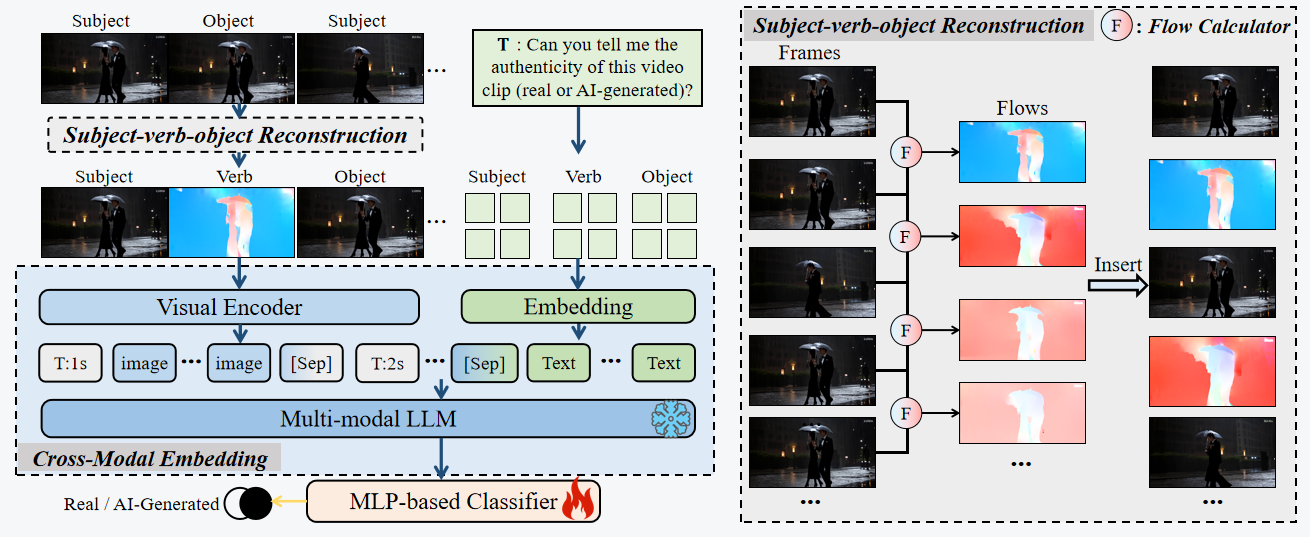 Subject Object Subject
...
T : Can you tell me the
authenticity of this video
clip (real or AI-generated)?
Subject-verb-object Reconstruction
Subject Verb Object
...
Subject Verb Object
Visual Encoder
Embedding
T:1s image ... image [Sep] T:2s ... [Sep] Text ... Text
Multi-modal LLM
Cross-Modal Embedding
MLP-based Classifier
Real / AI-Generated
Subject-verb-object Reconstruction
F : Flow Calculator
Frames
Flows
F
F
F
F
Insert
...
...
...